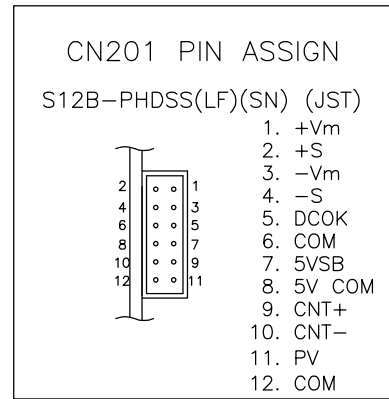 CN201 PIN ASSIGN
S12B-PHDSS(LF)(SN) (JST)
1. +Vm
2. +S
3. -Vm
4. -S
5. DCOK
6. COM
7. 5VSB
8. 5V COM
9. CNT+
10. CNT-
11. PV
12. COM
2 1
4 3
6 5
8 7
10 9
12 11